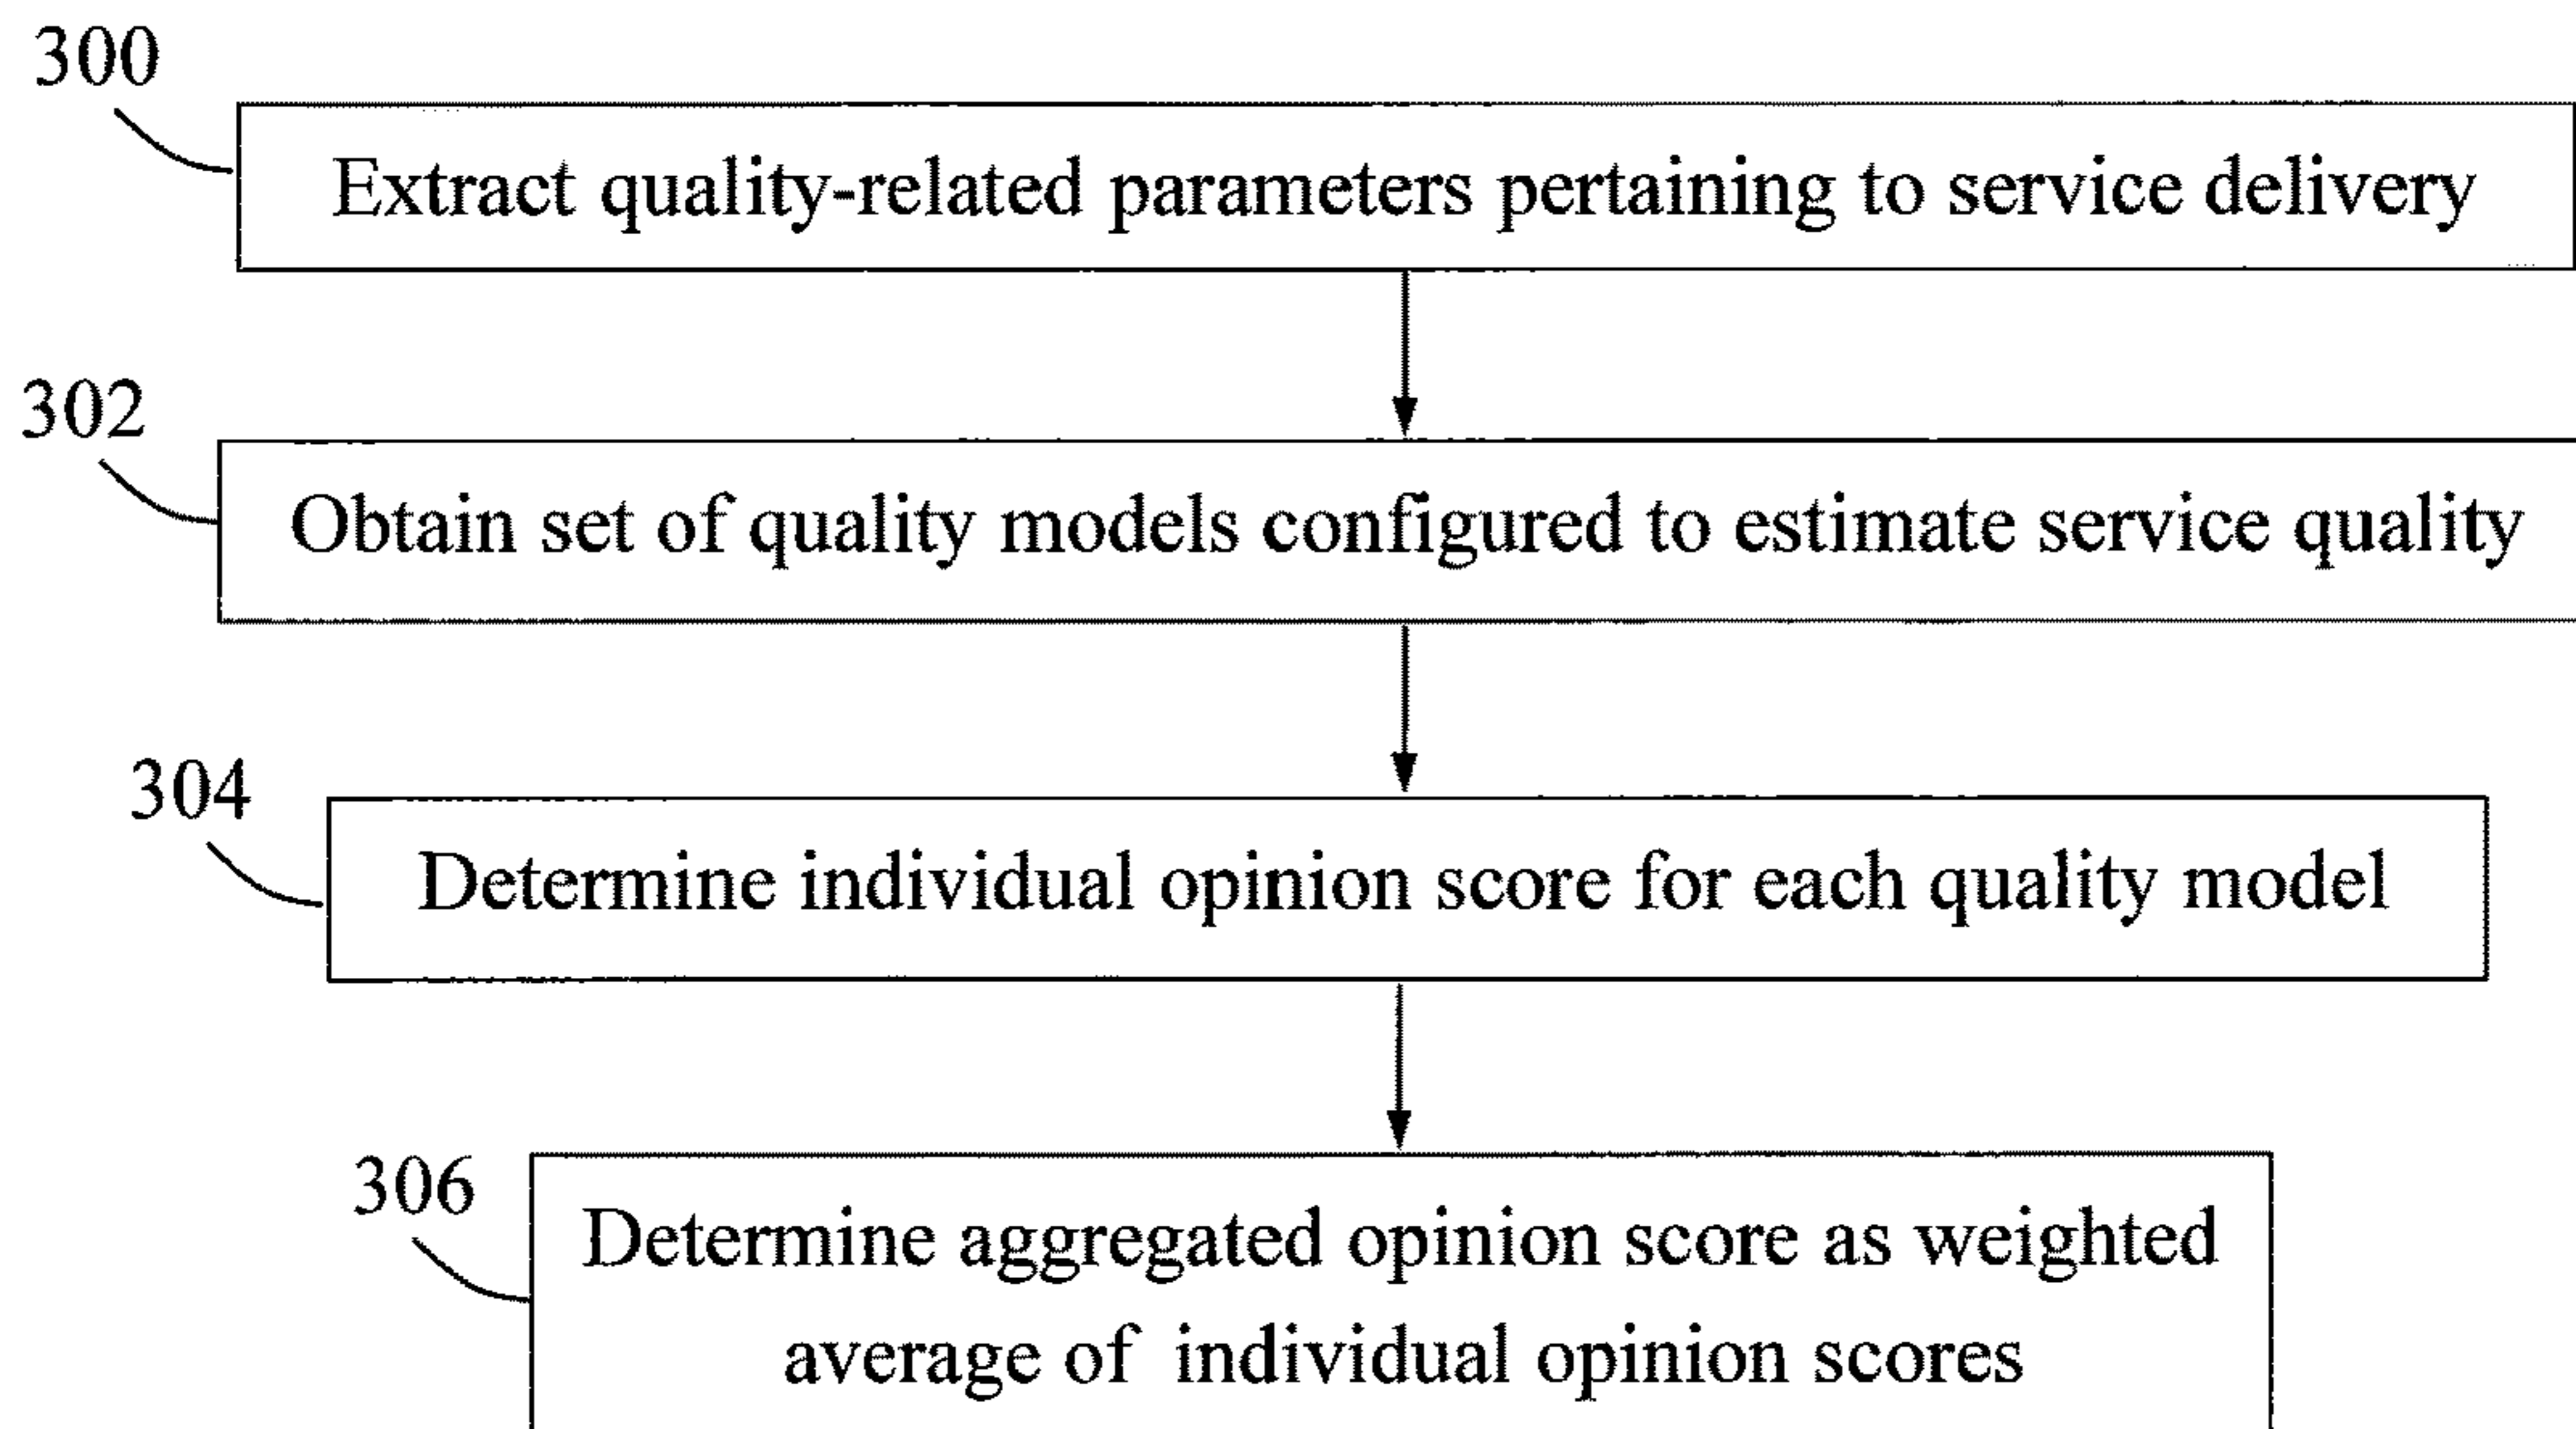 300
Extract quality-related parameters pertaining to service delivery
302
Obtain set of quality models configured to estimate service quality
304
Determine individual opinion score for each quality model
306
Determine aggregated opinion score as weighted
average of individual opinion scores